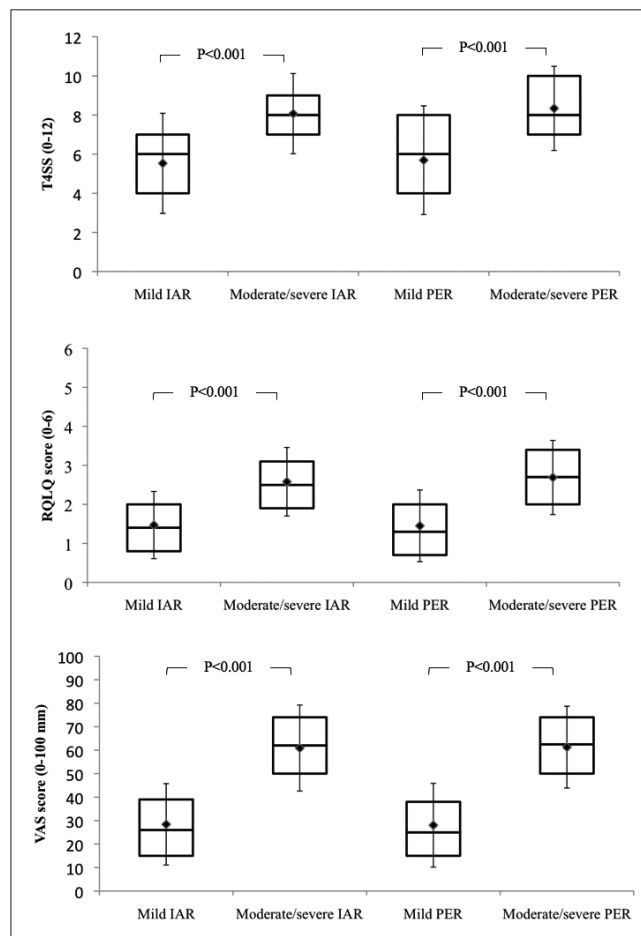 T4SS (0-12)
12
10
8
6
4
2
0
P<0.001
P<0.001
Mild IAR
Moderate/severe IAR
Mild PER
Moderate/severe PER
RQLQ score (0-6)
6
5
4
3
2
1
0
P<0.001
P<0.001
Mild IAR
Moderate/severe IAR
Mild PER
Moderate/severe PER
VAS score (0-100 mm)
100
90
80
70
60
50
40
30
20
10
0
P<0.001
P<0.001
Mild IAR
Moderate/severe IAR
Mild PER
Moderate/severe PER